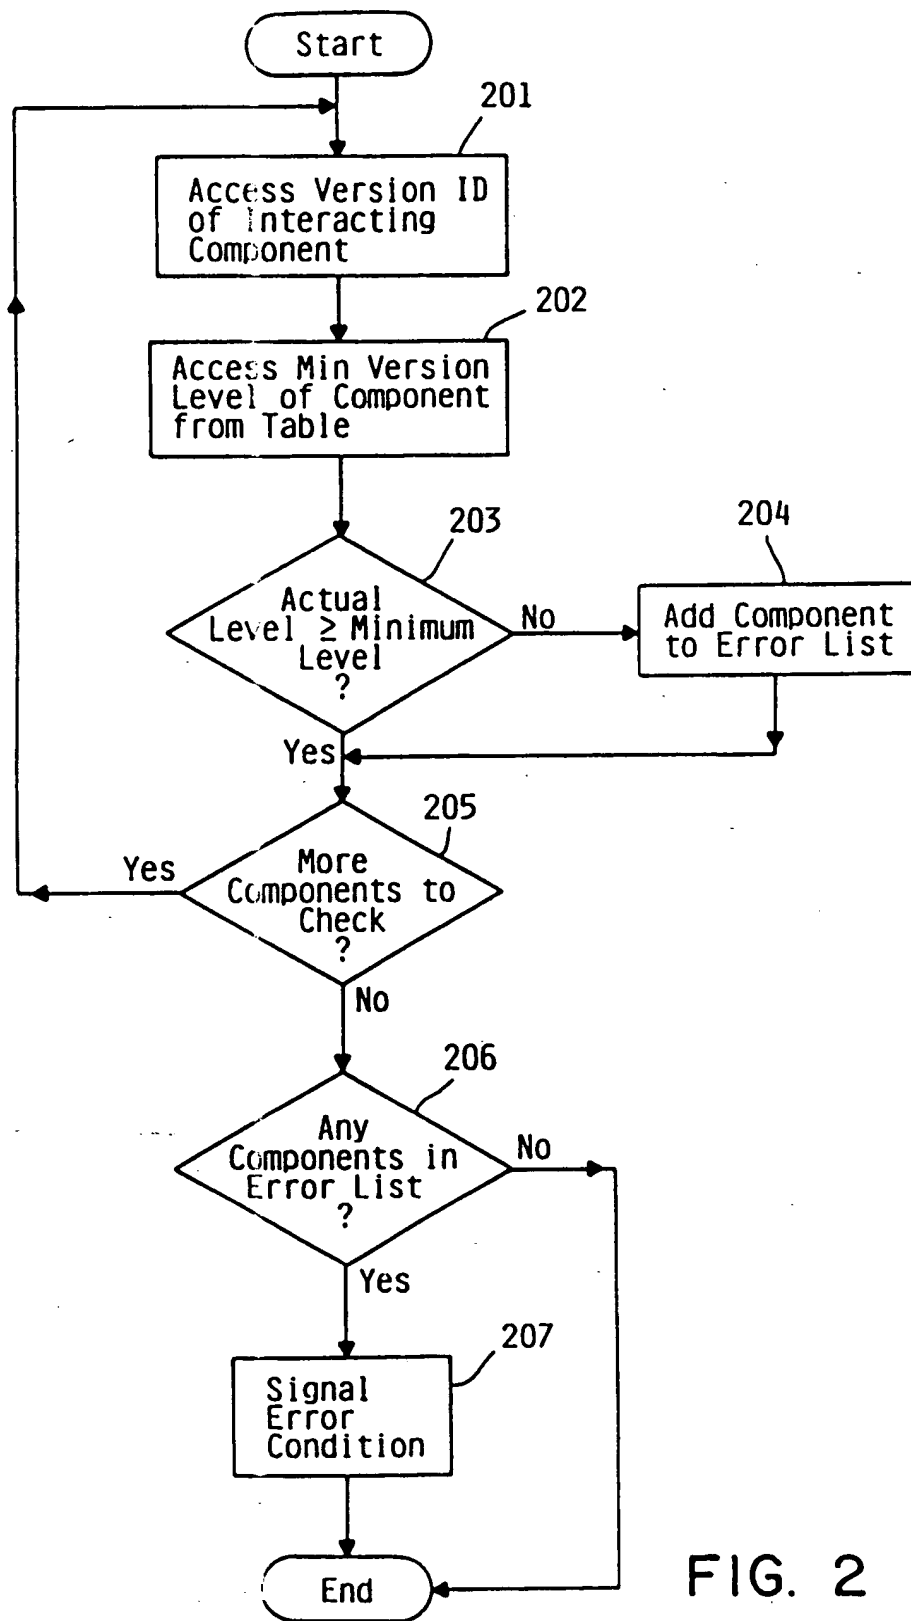 Start
201
Access Version ID
of Interacting
Component
202
Access Min Version
Level of Component
from Table
203
Actual
Level ≥ Minimum
Level
?
No
204
Add Component
to Error List
Yes
205
More
Components to
Check
?
Yes
No
206
Any
Components in
Error List
?
No
Yes
207
Signal
Error
Condition
End
FIG. 2